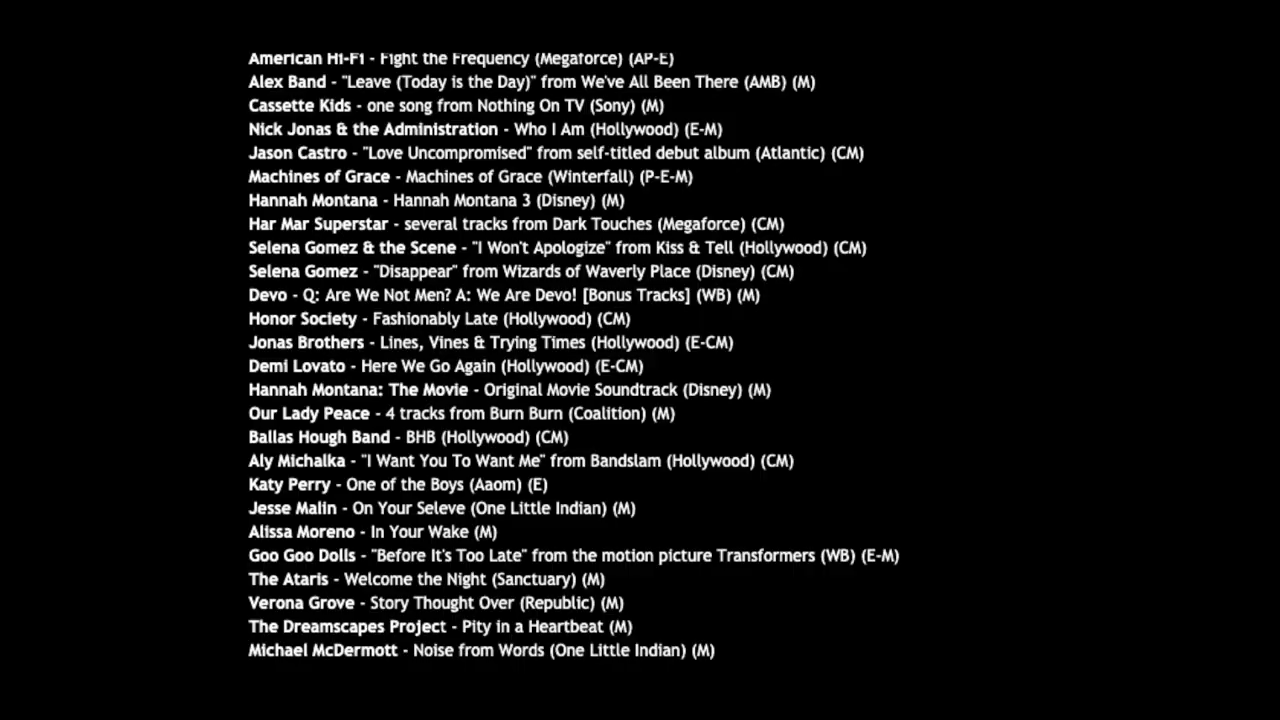 American Hi-Fi - Fight the Frequency (Megaforce) (AP-E)
Alex Band - "Leave (Today is the Day)" from We've All Been There (AMB) (M)
Cassette Kids - one song from Nothing On TV (Sony) (M)
Nick Jonas & the Administration - Who I Am (Hollywood) (E-M)
Jason Castro - "Love Uncompromised" from self-titled debut album (Atlantic) (CM)
Machines of Grace - Machines of Grace (Winterfall) (P-E-M)
Hannah Montana - Hannah Montana 3 (Disney) (M)
Har Mar Superstar - several tracks from Dark Touches (Megaforce) (CM)
Selena Gomez & the Scene - "I Won't Apologize" from Kiss & Tell (Hollywood) (CM)
Selena Gomez - "Disappear" from Wizards of Waverly Place (Disney) (CM)
Devo - Q: Are We Not Men? A: We Are Devo! [Bonus Tracks] (WB) (M)
Honor Society - Fashionably Late (Hollywood) (CM)
Jonas Brothers - Lines, Vines & Trying Times (Hollywood) (E-CM)
Demi Lovato - Here We Go Again (Hollywood) (E-CM)
Hannah Montana: The Movie - Original Movie Soundtrack (Disney) (M)
Our Lady Peace - 4 tracks from Burn Burn (Coalition) (M)
Ballas Hough Band - BHB (Hollywood) (CM)
Aly Michalka - "I Want You To Want Me" from Bandslam (Hollywood) (CM)
Katy Perry - One of the Boys (Aaom) (E)
Jesse Malin - On Your Seleve (One Little Indian) (M)
Alissa Moreno - In Your Wake (M)
Goo Goo Dolls - "Before It's Too Late" from the motion picture Transformers (WB) (E-M)
The Ataris - Welcome the Night (Sanctuary) (M)
Verona Grove - Story Thought Over (Republic) (M)
The Dreamscapes Project - Pity in a Heartbeat (M)
Michael McDermott - Noise from Words (One Little Indian) (M)